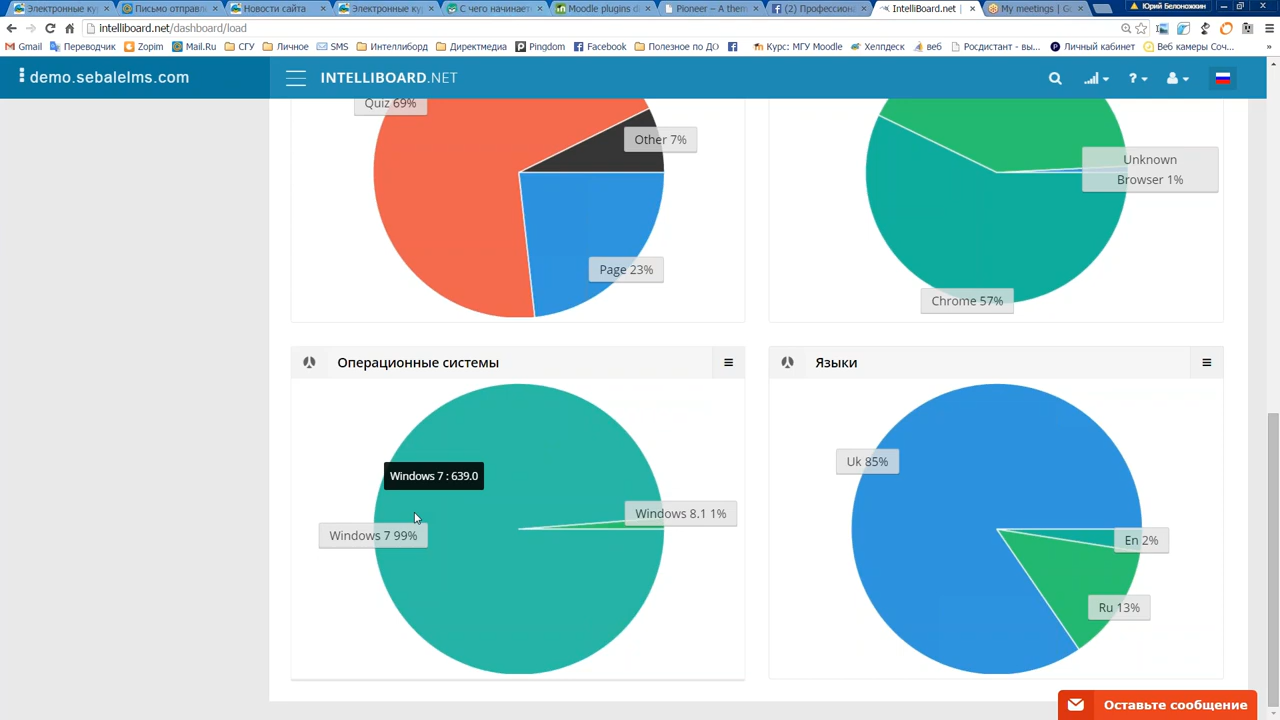 Электронные ку
Письмо отправл
Новости сайта
Электронные ку
С чего начинает
Moodle plugins d
Pioneer – A them
(2) Профессиона
IntelliBoard.net
My meetings | Go
Юрий Белоножкин
intelliboard.net/dashboard/load
Gmail
Переводчик
Zopim
Mail.Ru
СГУ
Личное
SMS
Интеллиборд
Директмедиа
Pingdom
Facebook
Полезное по ДО
Курс: МГУ Moodle
Хелпдеск
веб
Росдистант - вы...
Личный кабинет
Веб камеры Соч...
»
demo.sebalelms.com
INTELLIBOARD.NET
Quiz 69%
Other 7%
Page 23%
Unknown
Browser 1%
Chrome 57%
Операционные системы
Windows 7 : 639.0
Windows 8.1 1%
Windows 7 99%
Языки
Uk 85%
En 2%
Ru 13%
Оставьте сообщение